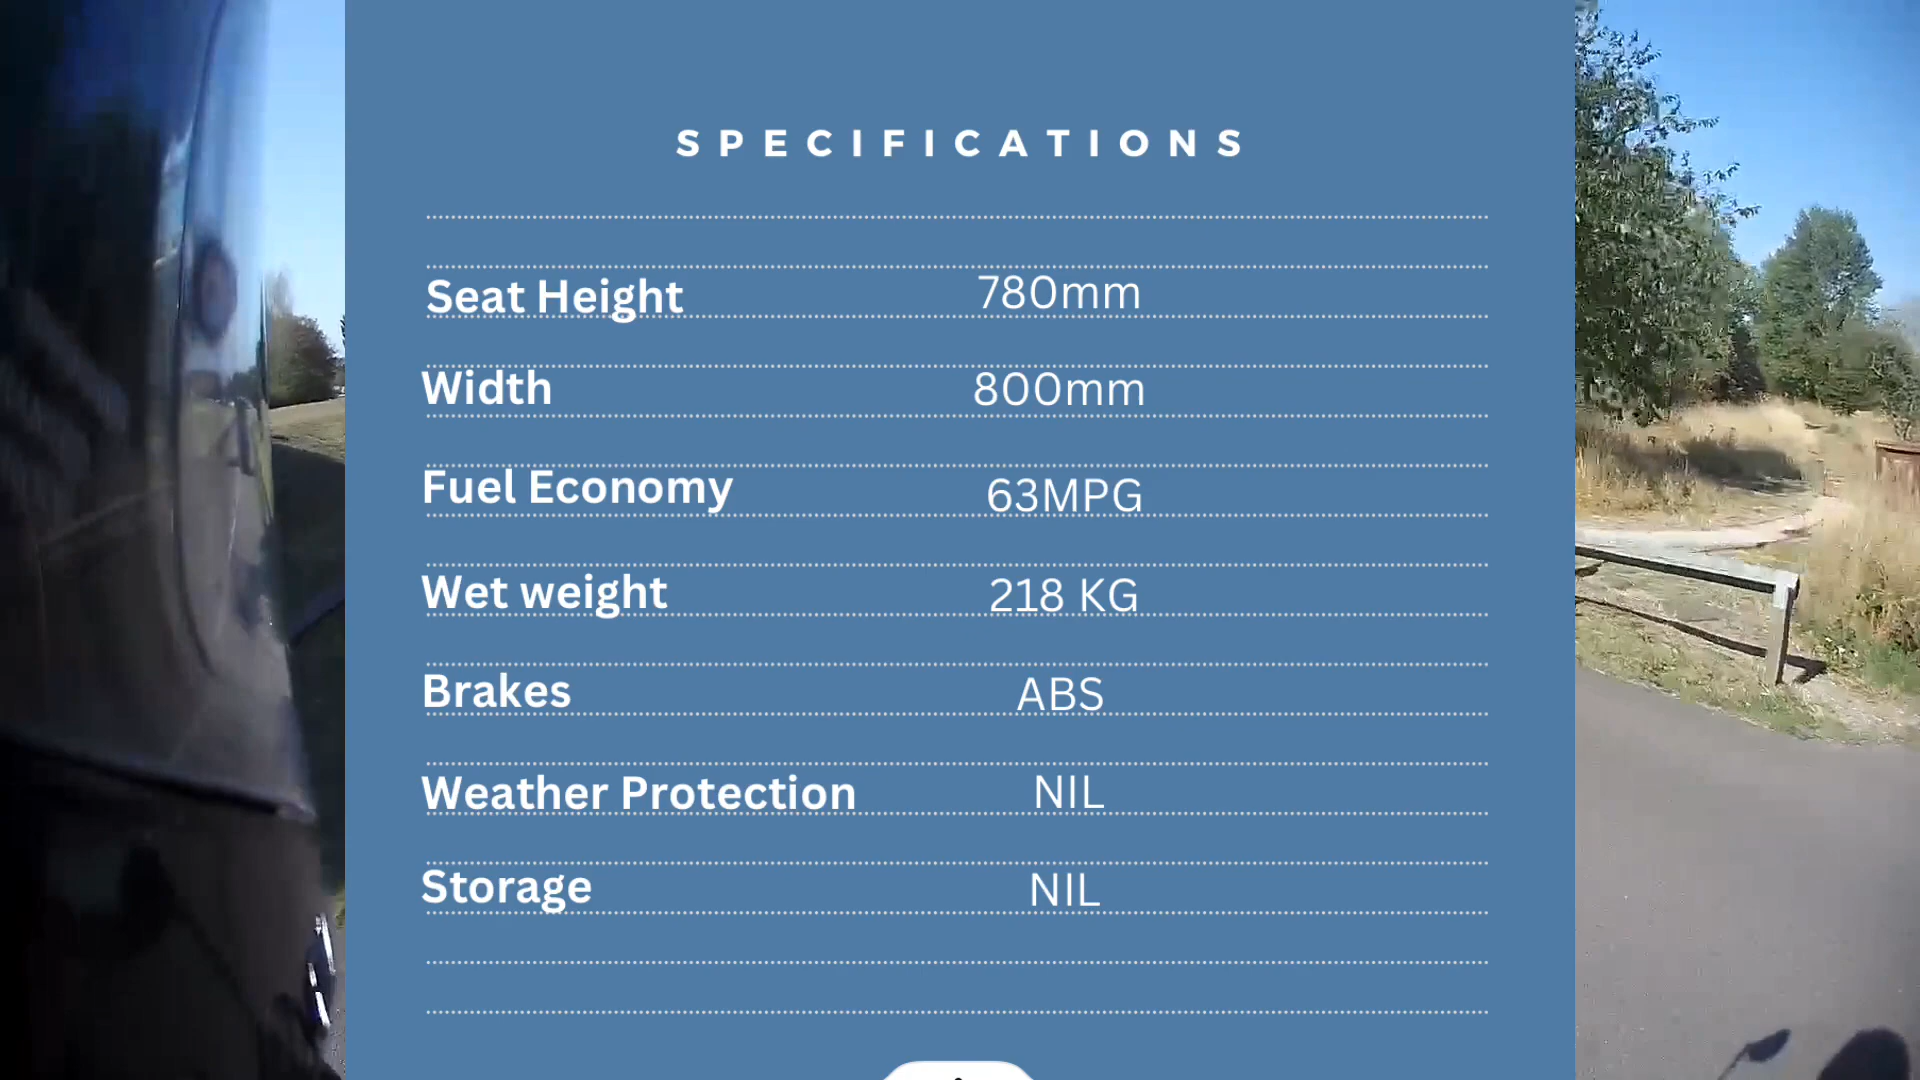 SPECIFICATIONS
Seat Height 780mm
Width 800mm
Fuel Economy 63MPG
Wet weight 218 KG
Brakes ABS
Weather Protection NIL
Storage NIL